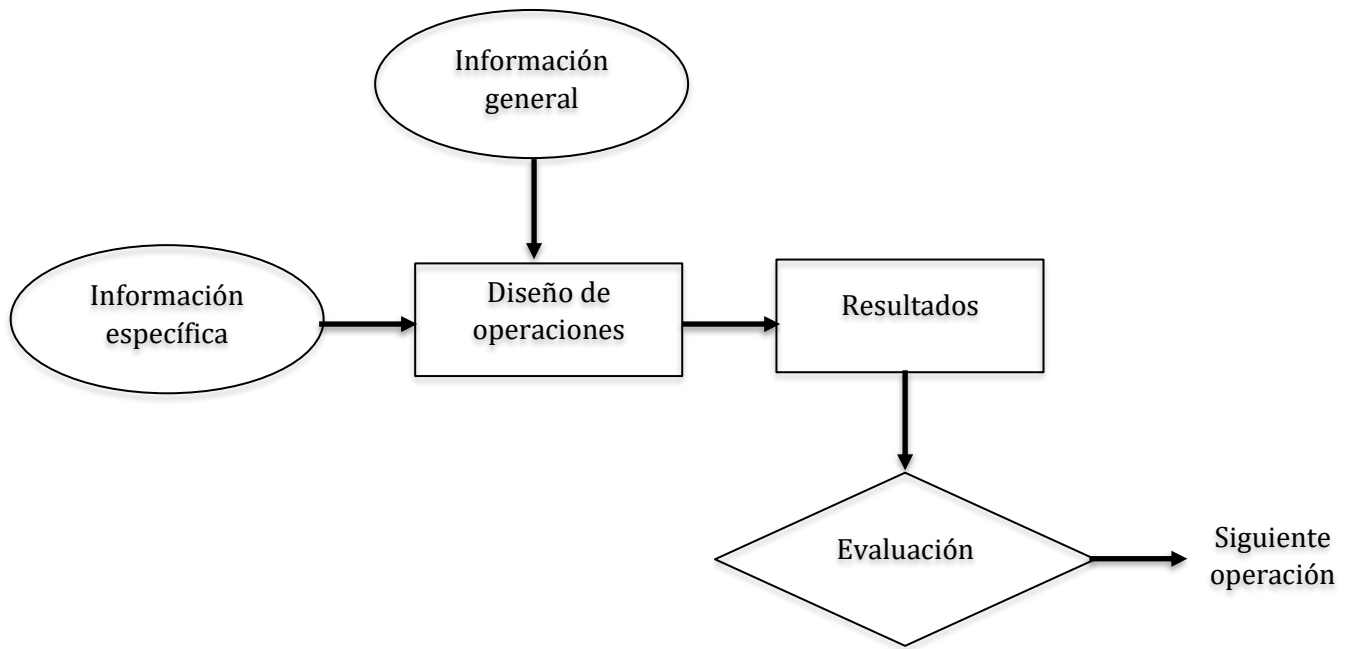 Información
general
Información
específica
Diseño de
operaciones
Resultados
Evaluación
Siguiente
operación